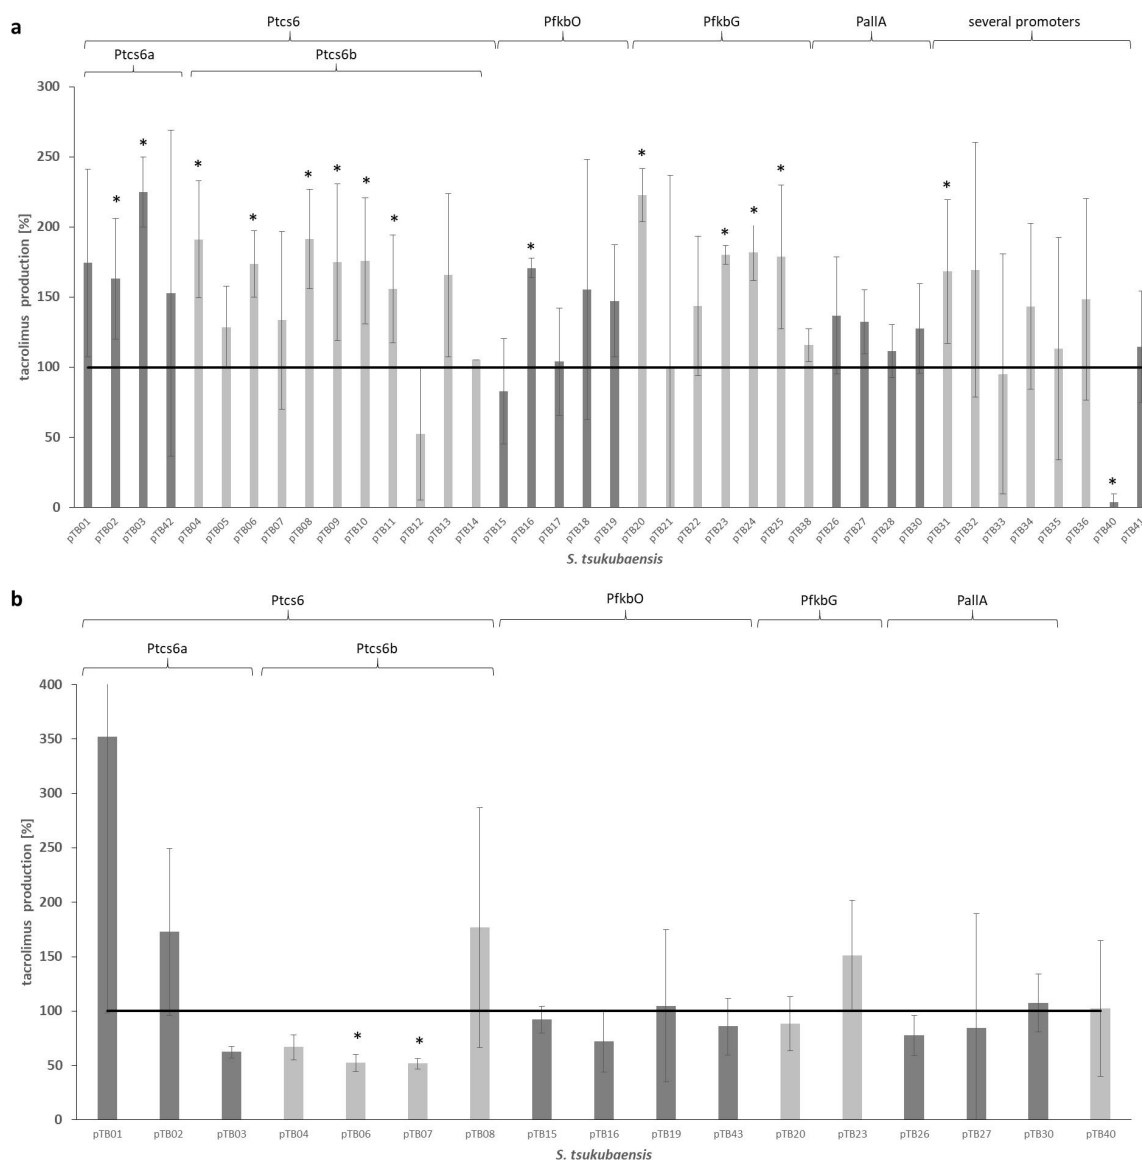 a
Ptcs6 PfkbO PfkbG PallA several promoters
Ptcs6a Ptcs6b
300
250
200
150
100
50
0
tacrolimus production [%]
* * * * * * * * * * * * * * * *
pTB01 pTB02 pTB03 pTB42 pTB04 pTB05 pTB06 pTB07 pTB08 pTB09 pTB10 pTB11 pTB12 pTB13 pTB14 pTB15 pTB16 pTB17 pTB18 pTB19 pTB20 pTB21 pTB22 pTB23 pTB24 pTB25 pTB38 pTB26 pTB27 pTB28 pTB30 pTB31 pTB32 pTB33 pTB34 pTB35 pTB36 pTB40 pTB41
S. tsukubaensis
b
Ptcs6 PfkbO PfkbG PallA
Ptcs6a Ptcs6b
400
350
300
250
200
150
100
50
0
tacrolimus production [%]
* *
pTB01 pTB02 pTB03 pTB04 pTB06 pTB07 pTB08 pTB15 pTB16 pTB19 pTB43 pTB20 pTB23 pTB26 pTB27 pTB30 pTB40
S. tsukubaensis